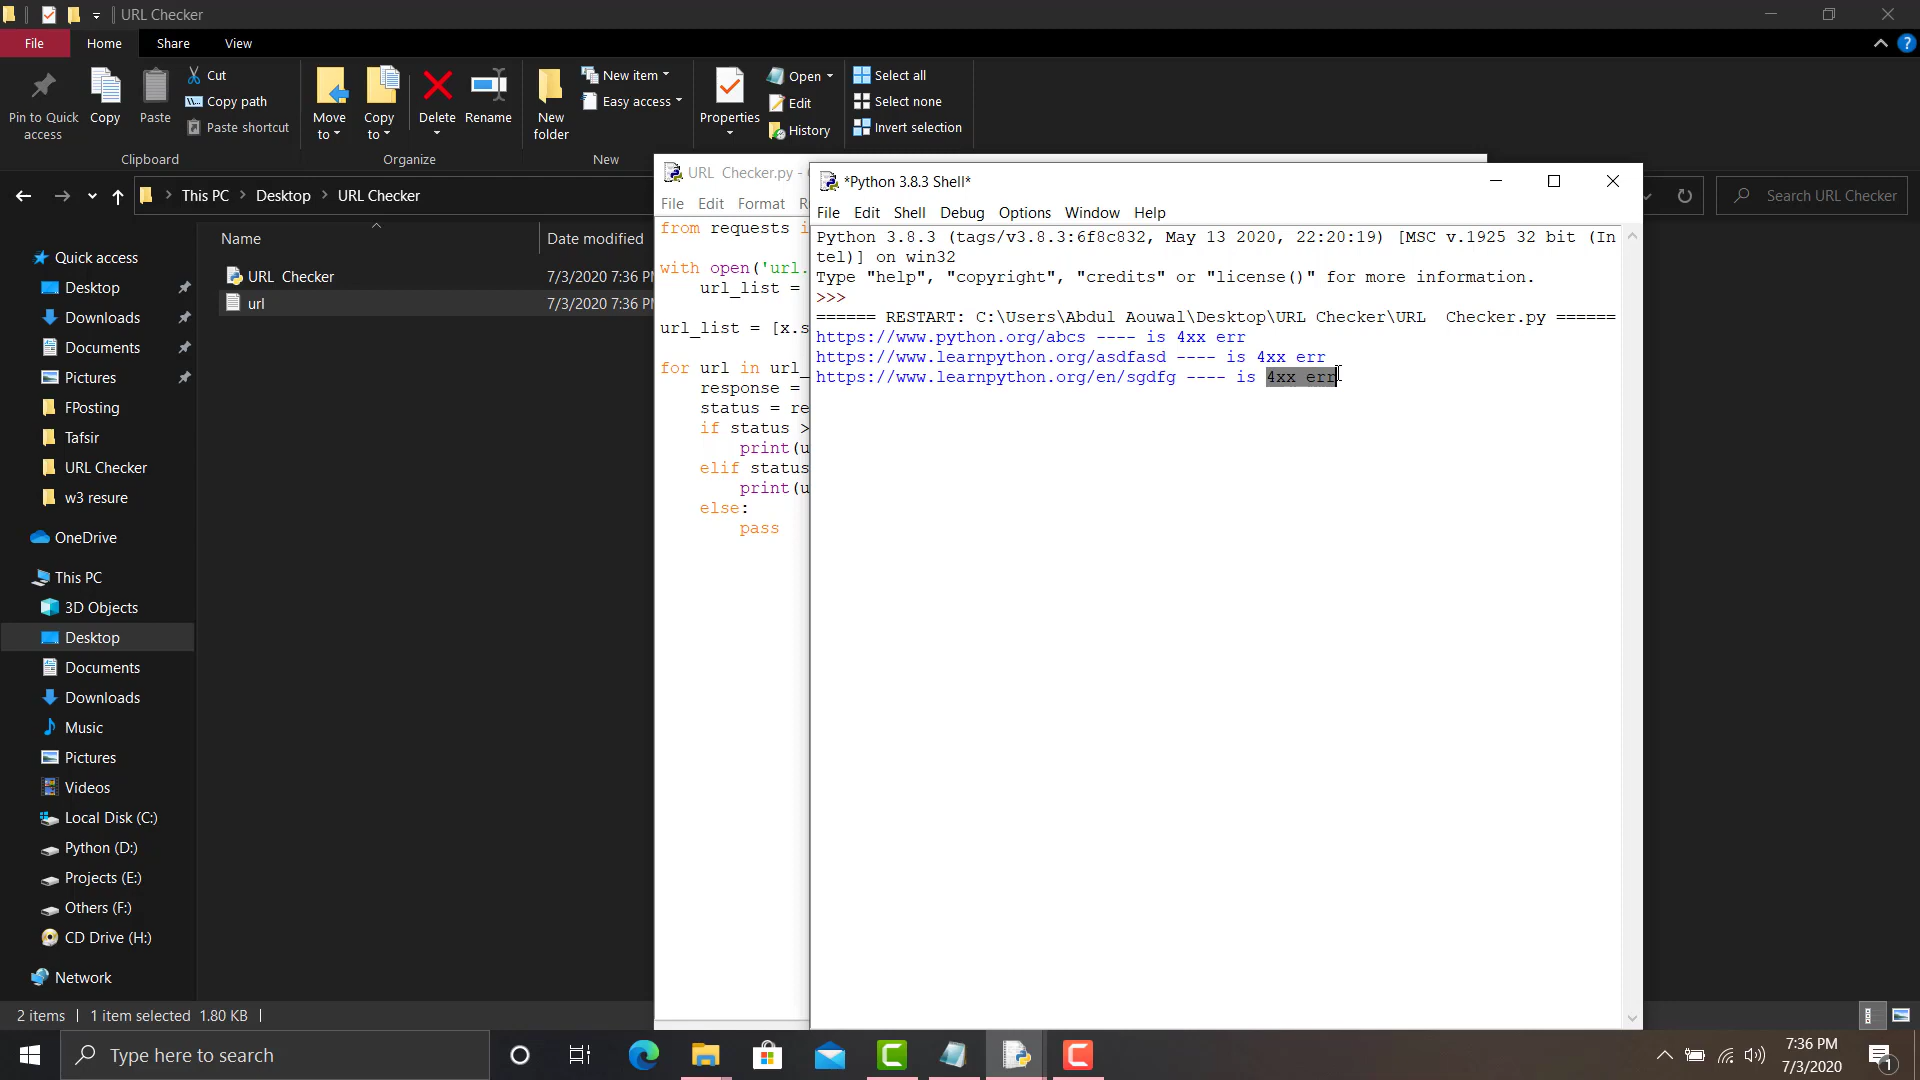 URL Checker
File Home Share View
Pin to Quick access
Copy
Paste
Cut
Copy path
Paste shortcut
Clipboard
Move to
Copy to
Delete
Rename
Organize
New folder
New item
Easy access
New
Properties
Open
Edit
History
Select all
Select none
Invert selection
This PC > Desktop > URL Checker
Search URL Checker
Name
Date modified
URL Checker 7/3/2020 7:36 P
url 7/3/2020 7:36 P
Quick access
Desktop
Downloads
Documents
Pictures
FPosting
Tafsir
URL Checker
w3 resure
OneDrive
This PC
3D Objects
Desktop
Documents
Downloads
Music
Pictures
Videos
Local Disk (C:)
Python (D:)
Projects (E:)
Others (F:)
CD Drive (H:)
Network
2 items
1 item selected 1.80 KB
URL Checker.py -
File Edit Format
from requests i
with open('url.
url_list =
url_list = [x.s
for url in url_
response =
status = re
if status >
print(u
elif status
print(u
else:
pass
*Python 3.8.3 Shell*
File Edit Shell Debug Options Window Help
Python 3.8.3 (tags/v3.8.3:6f8c832, May 13 2020, 22:20:19) [MSC v.1925 32 bit (In
tel)] on win32
Type "help", "copyright", "credits" or "license()" for more information.
>>>
====== RESTART: C:\Users\Abdul Aouwal\Desktop\URL Checker\URL  Checker.py ======
https://www.python.org/abcs ---- is 4xx err
https://www.learnpython.org/asdfasd ---- is 4xx err
https://www.learnpython.org/en/sgdfg ---- is 4xx err
Type here to search
7:36 PM
7/3/2020
1